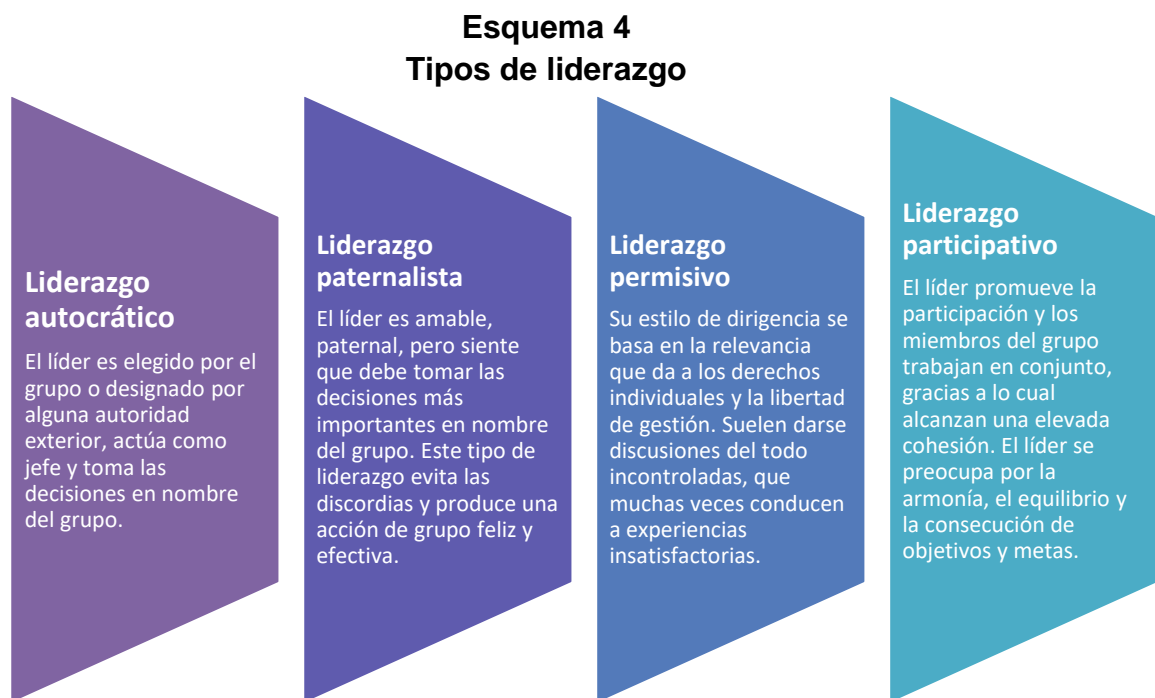 Esquema 4
Tipos de liderazgo
Liderazgo
autocrático
El líder es elegido por el
grupo o designado por
alguna autoridad
exterior, actúa como
jefe y toma las
decisiones en nombre
del grupo.
Liderazgo
paternalista
El líder es amable,
paternal, pero siente
que debe tomar las
decisiones más
importantes en nombre
del grupo. Este tipo de
liderazgo evita las
discordias y produce una
acción de grupo feliz y
efectiva.
Liderazgo
permisivo
Su estilo de dirigencia se
basa en la relevancia
que da a los derechos
individuales y la libertad
de gestión. Suelen darse
discusiones del todo
incontroladas, que
muchas veces conducen
a experiencias
insatisfactorias.
Liderazgo
participativo
El líder promueve la
participación y los
miembros del grupo
trabajan en conjunto,
gracias a lo cual
alcanzan una elevada
cohesión. El líder se
preocupa por la
armonía, el equilibrio y
la consecución de
objetivos y metas.